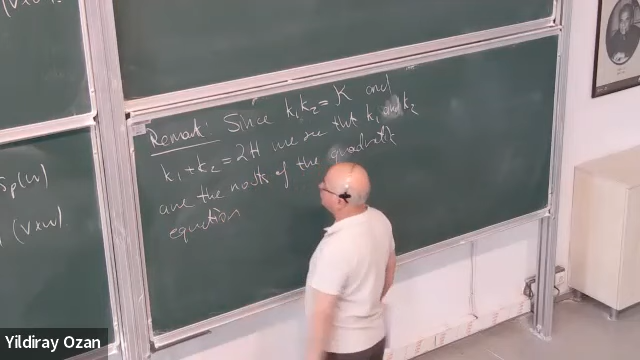 (v×w).
Sp(w)
(v×w).
Remark: Since k₁k₂ = K and
k₁+k₂ = 2H we see that k₁ and k₂
are the roots of the quadratic
equation
Yildiray Ozan